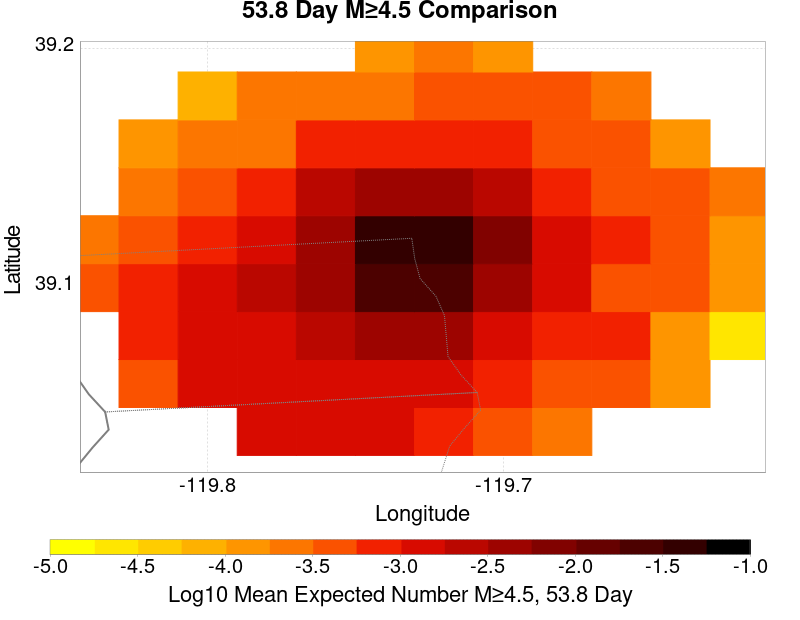 53.8 Day M≥4.5 Comparison
39.2
39.1
Latitude
-119.8 -119.7
Longitude
-5.0 -4.5 -4.0 -3.5 -3.0 -2.5 -2.0 -1.5 -1.0
Log10 Mean Expected Number M≥4.5, 53.8 Day